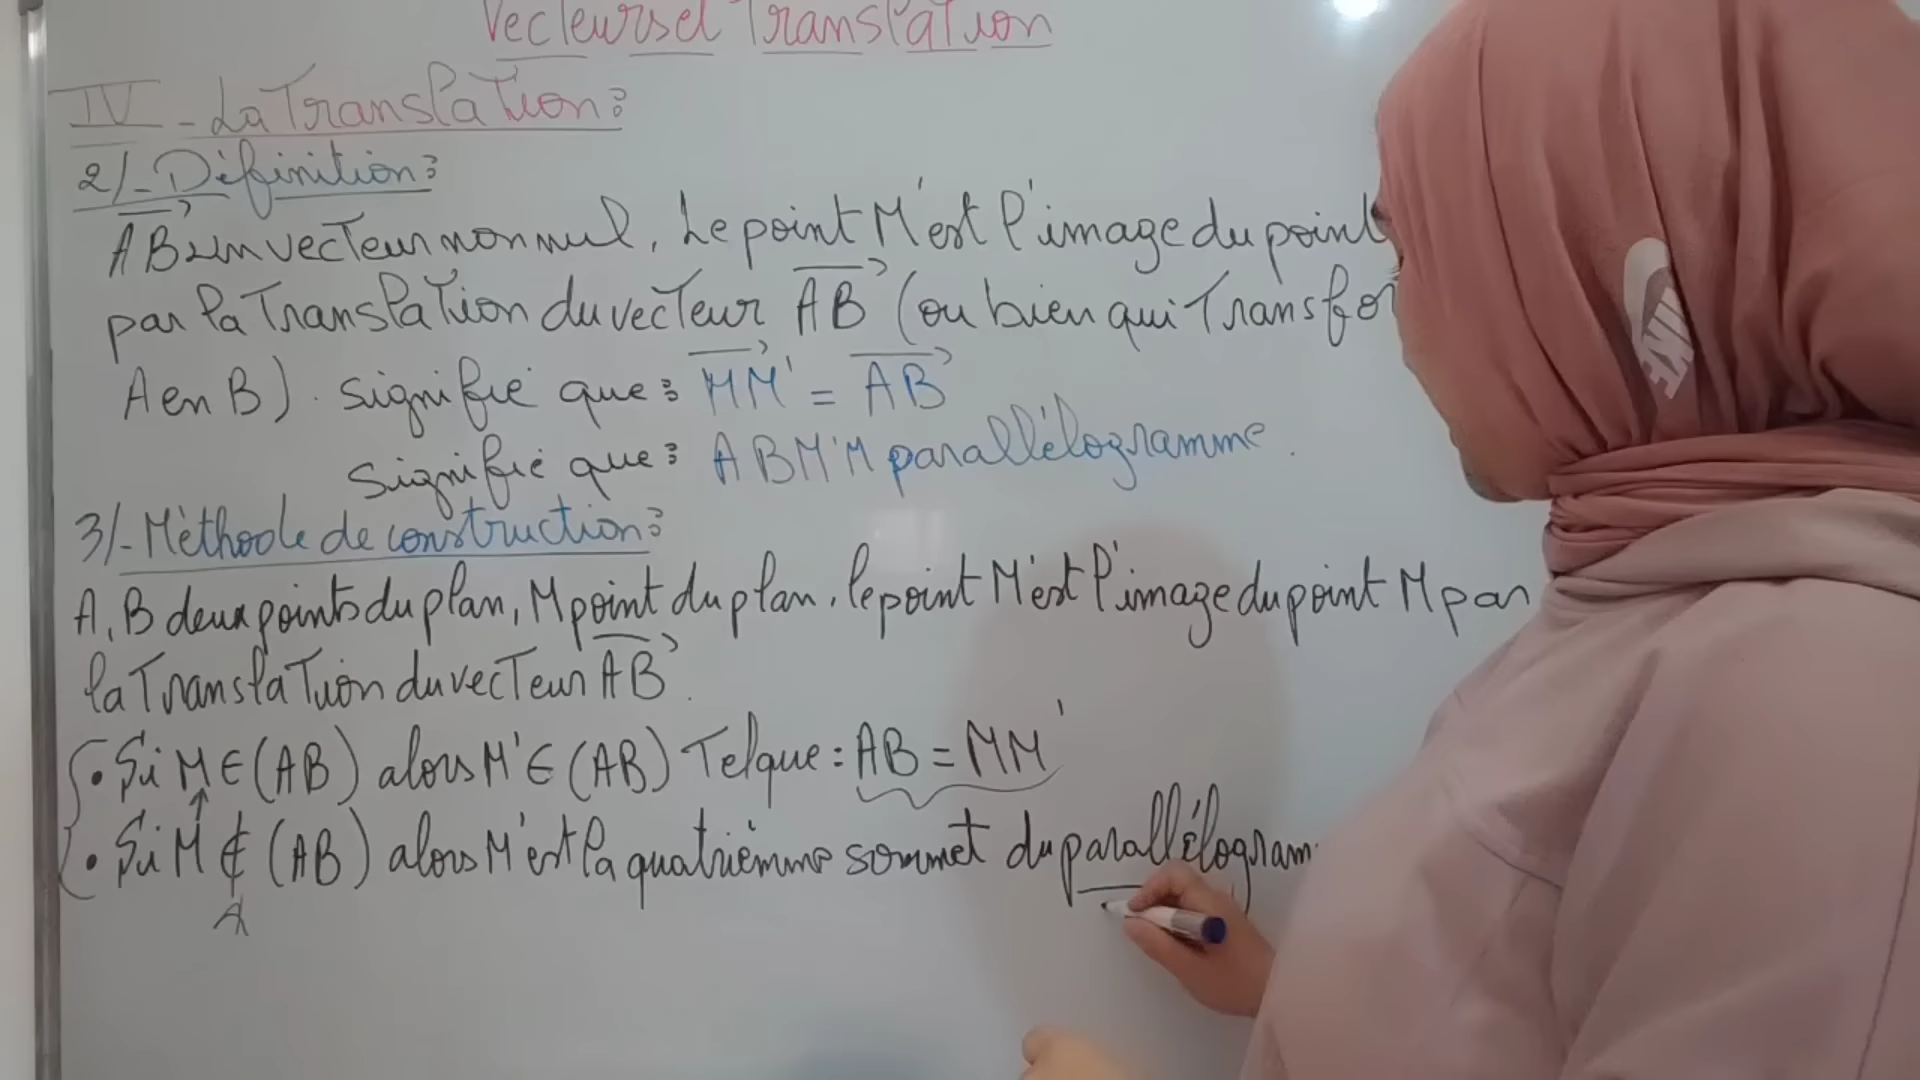 Vecteurs et Translation
IV - La Translation:
2/- Définition:
AB un vecteur non nul, Le point M' est l'image du point
par la Translation du vecteur AB (ou bien qui Transfor
A en B). signifie que: MM' = AB
signifie que: ABM'M parallélogramme.
3/- Méthode de construction:
A, B deux points du plan, M point du plan, le point M' est l'image du point M par
la Translation du vecteur AB.
• Si M ∈ (AB) alors M' ∈ (AB) Tel que: AB = MM'
• Si M ∉ (AB) alors M' est la quatrièmme sommet du parallélogram
NIKE